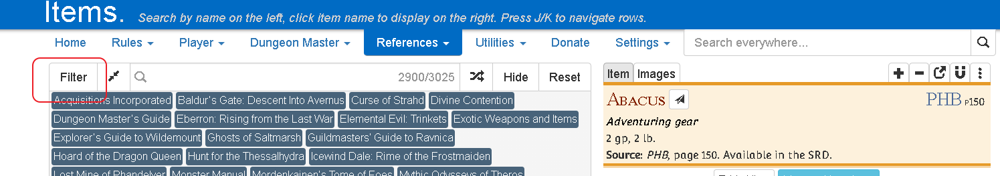 Items. Search by name on the left, click item name to display on the right. Press J/K to navigate rows.
Home Rules Player Dungeon Master References Utilities Donate Settings Search everywhere...
Filter 2900/3025 Hide Reset
Acquisitions Incorporated Baldur's Gate: Descent Into Avernus Curse of Strahd Divine Contention
Dungeon Master's Guide Eberron: Rising from the Last War Elemental Evil: Trinkets Exotic Weapons and Items
Explorer's Guide to Wildemount Ghosts of Saltmarsh Guildmasters' Guide to Ravnica
Hoard of the Dragon Queen Hunt for the Thessalhydra Icewind Dale: Rime of the Frostmaiden
Lost Mine of Phandelver Monster Manual Mordenkainen's Tome of Foes Mythic Odysseys of Theros
Item Images
Abacus PHB p150
Adventuring gear
2 gp, 2 lb.
Source: PHB, page 150. Available in the SRD.